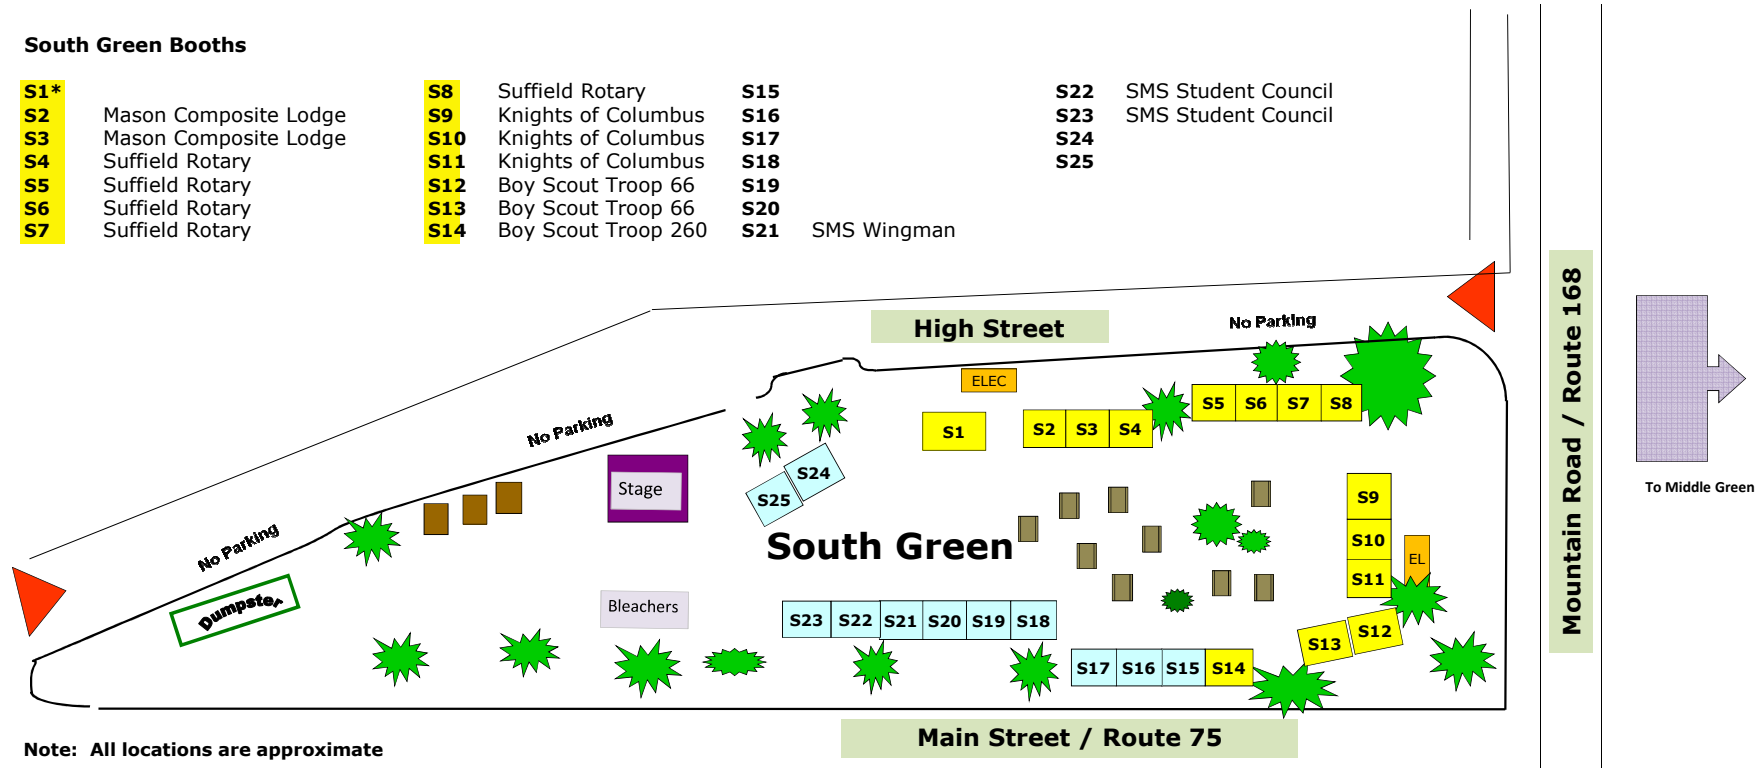 South Green Booths
S1* S8 Suffield Rotary S15 S22 SMS Student Council
S2 Mason Composite Lodge S9 Knights of Columbus S16 S23 SMS Student Council
S3 Mason Composite Lodge S10 Knights of Columbus S17 S24
S4 Suffield Rotary S11 Knights of Columbus S18 S25
S5 Suffield Rotary S12 Boy Scout Troop 66 S19
S6 Suffield Rotary S13 Boy Scout Troop 66 S20
S7 Suffield Rotary S14 Boy Scout Troop 260 S21 SMS Wingman
High Street
No Parking
Mountain Road / Route 168
ELEC
S5 S6 S7 S8
S1
S2 S3 S4
No Parking
S24
S25
Stage
To Middle Green
S9
S10
S11
EL
South Green
No Parking
Dumpster
Bleachers
S23 S22 S21 S20 S19 S18
S13 S12
S17 S16 S15 S14
Main Street / Route 75
Note: All locations are approximate